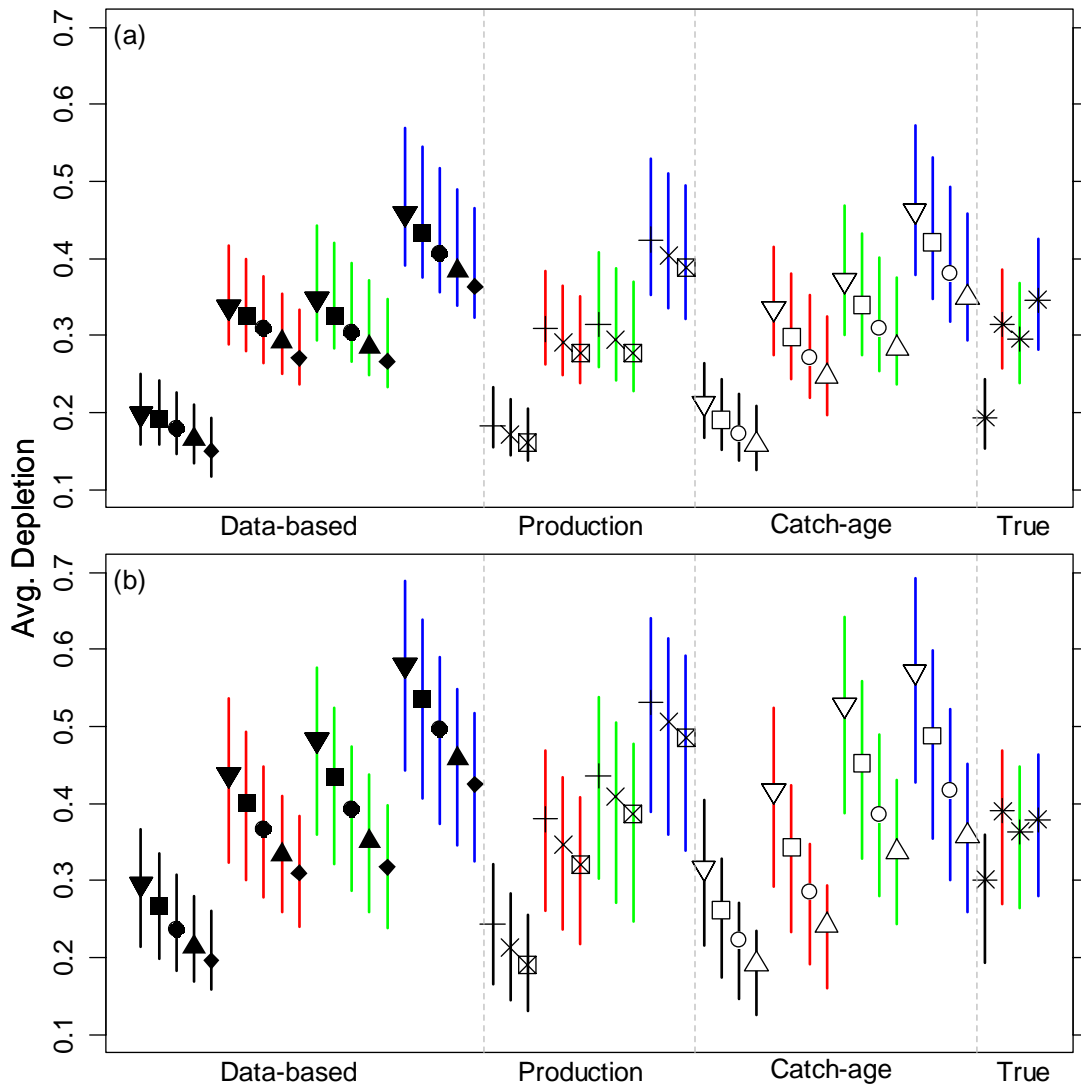 (a)
0.7
0.6
0.5
0.4
0.3
0.2
0.1
Data-based Production Catch-age True
Avg. Depletion
(b)
0.7
0.6
0.5
0.4
0.3
0.2
0.1
Data-based Production Catch-age True